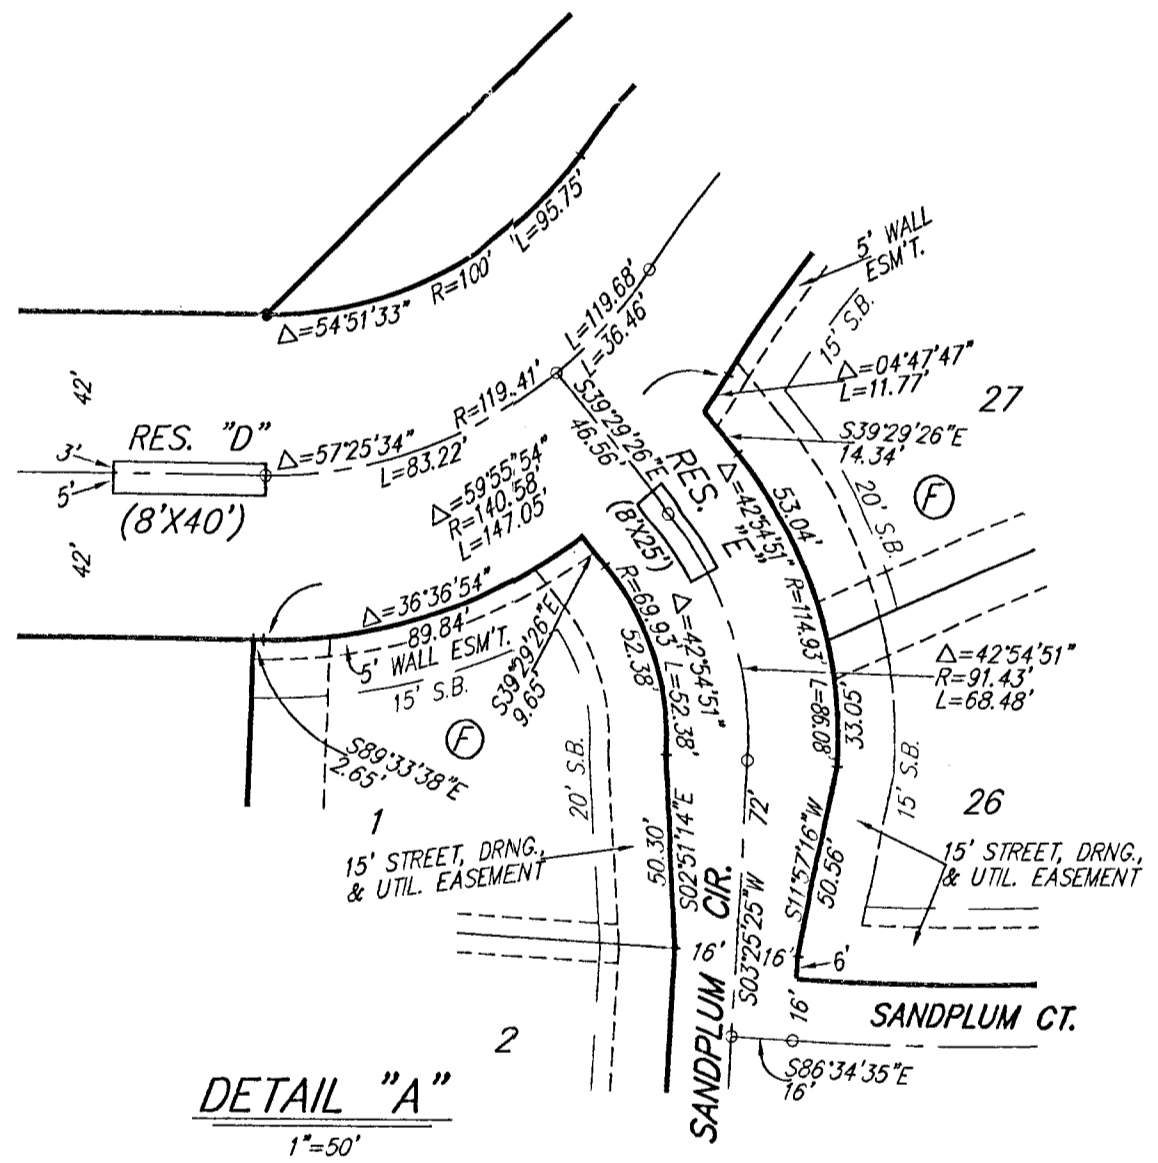 L=95.75'
R=100'
△=54°51'33"
5' WALL
ESM'T.
15' S.B.
L=119.68'
L=36.46'
△=04°47'47"
L=11.77'
27
42'
R=119.41'
S39°29'26"E
46.56'
S39°29'26"E
14.34'
RES. "D"
3'
5'
(8'X40')
△=57°25'34"
L=83.22'
△=59°55'54"
R=140.58'
L=147.05'
RES.
"E"
(8'X25')
△=42°54'51"
R=114.93'
L=86.08'
53.04'
20' S.B.
F
42'
△=36°36'54"
89.84'
5' WALL ESM'T.
15' S.B.
S39°29'26"E
9.65'
R=69.93'
L=52.38'
△=42°54'51"
52.38'
33.05'
△=42°54'51"
R=91.43'
L=68.48'
F
S89°33'38"E
2.65'
20' S.B.
15' S.B.
1
26
72'
15' STREET, DRNG.,
& UTIL. EASEMENT
50.30'
S02°51'14"E
S03°25'25"W
S11°57'16"W
50.56'
15' STREET, DRNG.,
& UTIL. EASEMENT
16'
16'
6'
16'
SANDPLUM CIR.
SANDPLUM CT.
2
S86°34'35"E
16'
DETAIL "A"
1"=50'